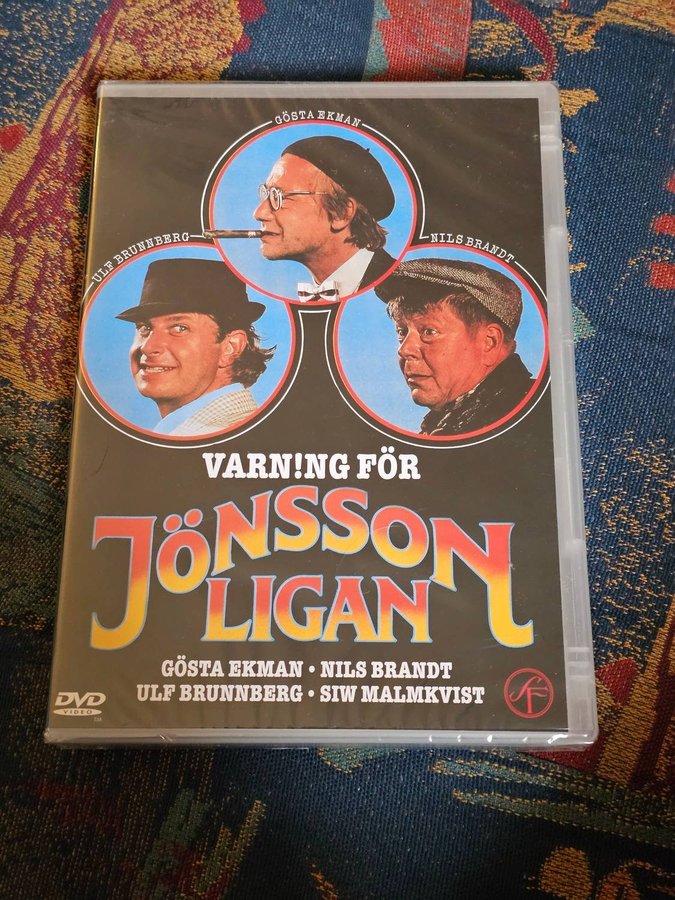 GÖSTA EKMAN
ULF BRUNNBERG
NILS BRANDT
VARN!NG FÖR
JÖNSSON
LIGAN
GÖSTA EKMAN • NILS BRANDT
ULF BRUNNBERG • SIW MALMKVIST
DVD
VIDEO
SF